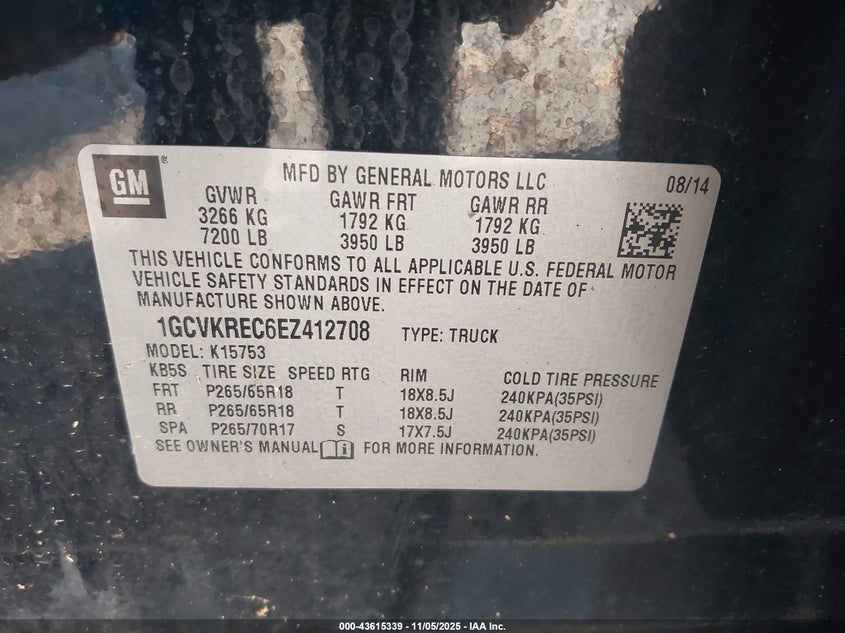 GM®
MFD BY GENERAL MOTORS LLC 08/14
GVWR GAWR FRT GAWR RR
3266 KG 1792 KG 1792 KG
7200 LB 3950 LB 3950 LB
THIS VEHICLE CONFORMS TO ALL APPLICABLE U.S. FEDERAL MOTOR
VEHICLE SAFETY STANDARDS IN EFFECT ON THE DATE OF
MANUFACTURE SHOWN ABOVE.
1GCVKREC6EZ412708 TYPE: TRUCK
MODEL: K15753
KB5S TIRE SIZE SPEED RTG RIM COLD TIRE PRESSURE
FRT P265/65R18 T 18X8.5J 240KPA(35PSI)
RR P265/65R18 T 18X8.5J 240KPA(35PSI)
SPA P265/70R17 S 17X7.5J 240KPA(35PSI)
SEE OWNER'S MANUAL i FOR MORE INFORMATION.
000-43615339 - 11/05/2025 - IAA Inc.